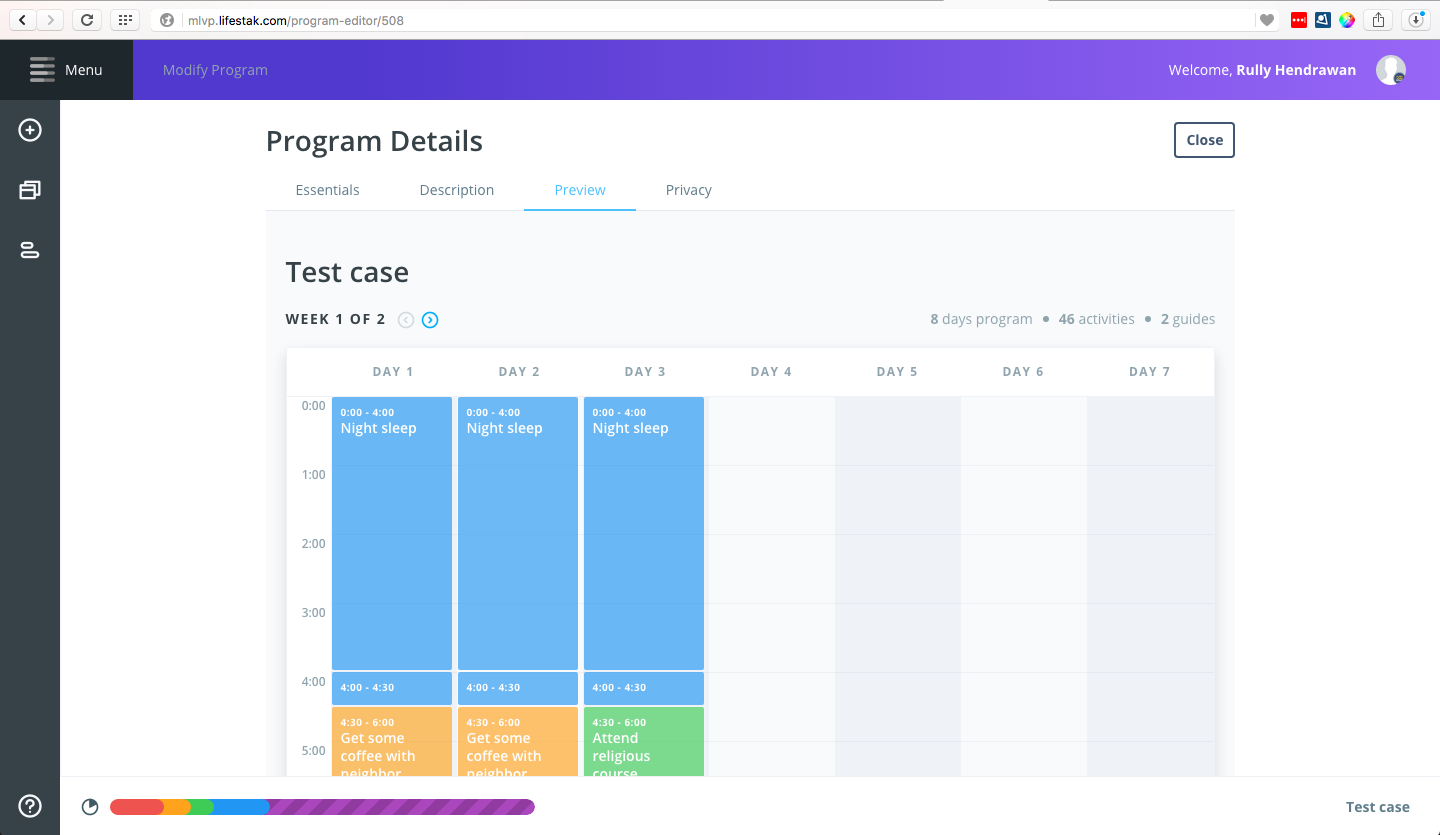 mlvp.lifestak.com/program-editor/508
Menu
Modify Program
Welcome, Rully Hendrawan
Program Details
Close
Essentials
Description
Preview
Privacy
Test case
WEEK 1 OF 2
8 days program • 46 activities • 2 guides
DAY 1
DAY 2
DAY 3
DAY 4
DAY 5
DAY 6
DAY 7
0:00
0:00 - 4:00
Night sleep
0:00 - 4:00
Night sleep
0:00 - 4:00
Night sleep
1:00
2:00
3:00
4:00
4:00 - 4:30
4:00 - 4:30
4:00 - 4:30
4:30 - 6:00
Get some
coffee with
neighbor
4:30 - 6:00
Get some
coffee with
neighbor
4:30 - 6:00
Attend
religious
course
5:00
Test case